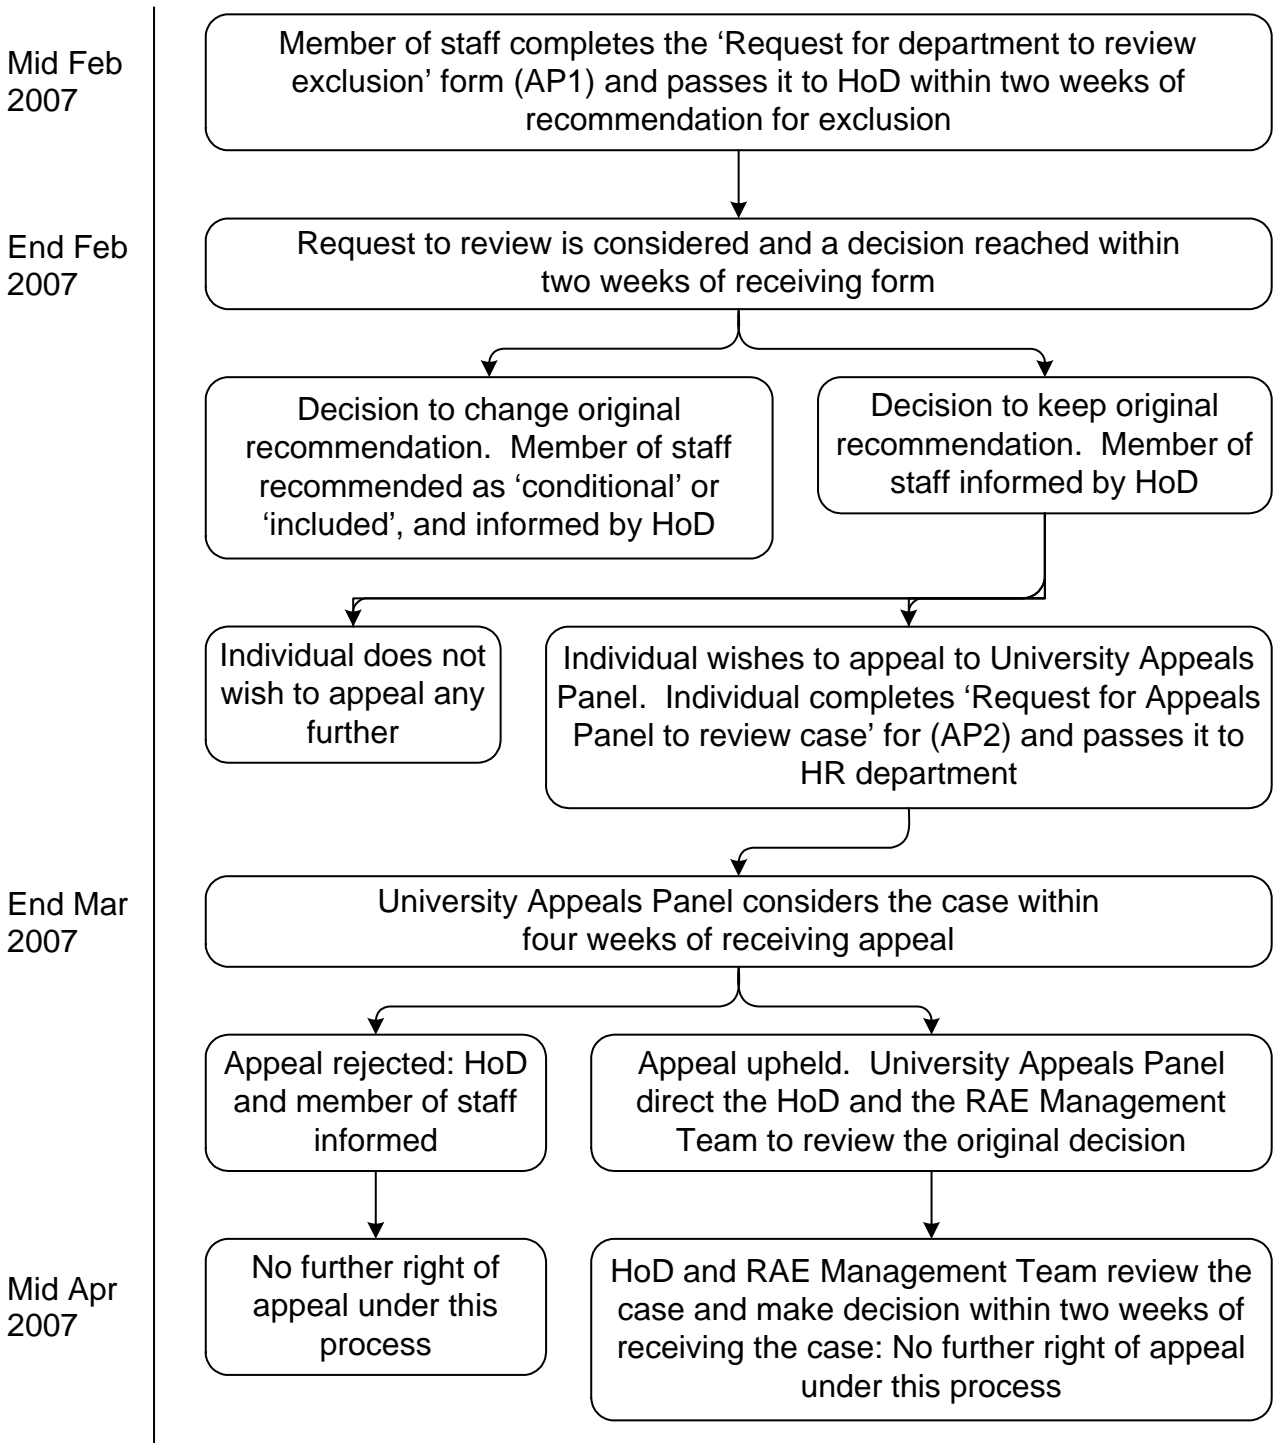 Mid Feb
2007
Member of staff completes the ‘Request for department to review
exclusion’ form (AP1) and passes it to HoD within two weeks of
recommendation for exclusion
End Feb
2007
Request to review is considered and a decision reached within
two weeks of receiving form
Decision to change original
recommendation.  Member of staff
recommended as ‘conditional’ or
‘included’, and informed by HoD
Decision to keep original
recommendation.  Member of
staff informed by HoD
Individual does not
wish to appeal any
further
Individual wishes to appeal to University Appeals
Panel.  Individual completes ‘Request for Appeals
Panel to review case’ for (AP2) and passes it to
HR department
End Mar
2007
University Appeals Panel considers the case within
four weeks of receiving appeal
Appeal rejected: HoD
and member of staff
informed
Appeal upheld.  University Appeals Panel
direct the HoD and the RAE Management
Team to review the original decision
Mid Apr
2007
No further right of
appeal under this
process
HoD and RAE Management Team review the
case and make decision within two weeks of
receiving the case: No further right of appeal
under this process